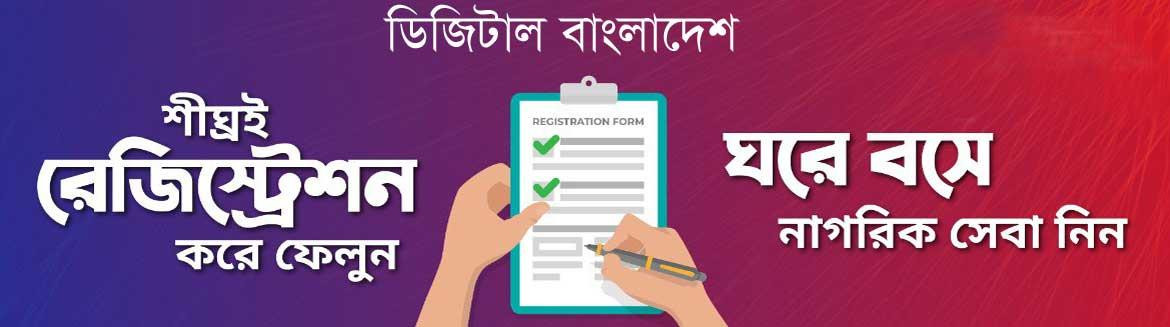 ডিজিটাল বাংলাদেশ
শীঘ্রই
রেজিস্ট্রেশন
করে ফেলুন
REGISTRATION FORM
ঘরে বসে
নাগরিক সেবা নিন